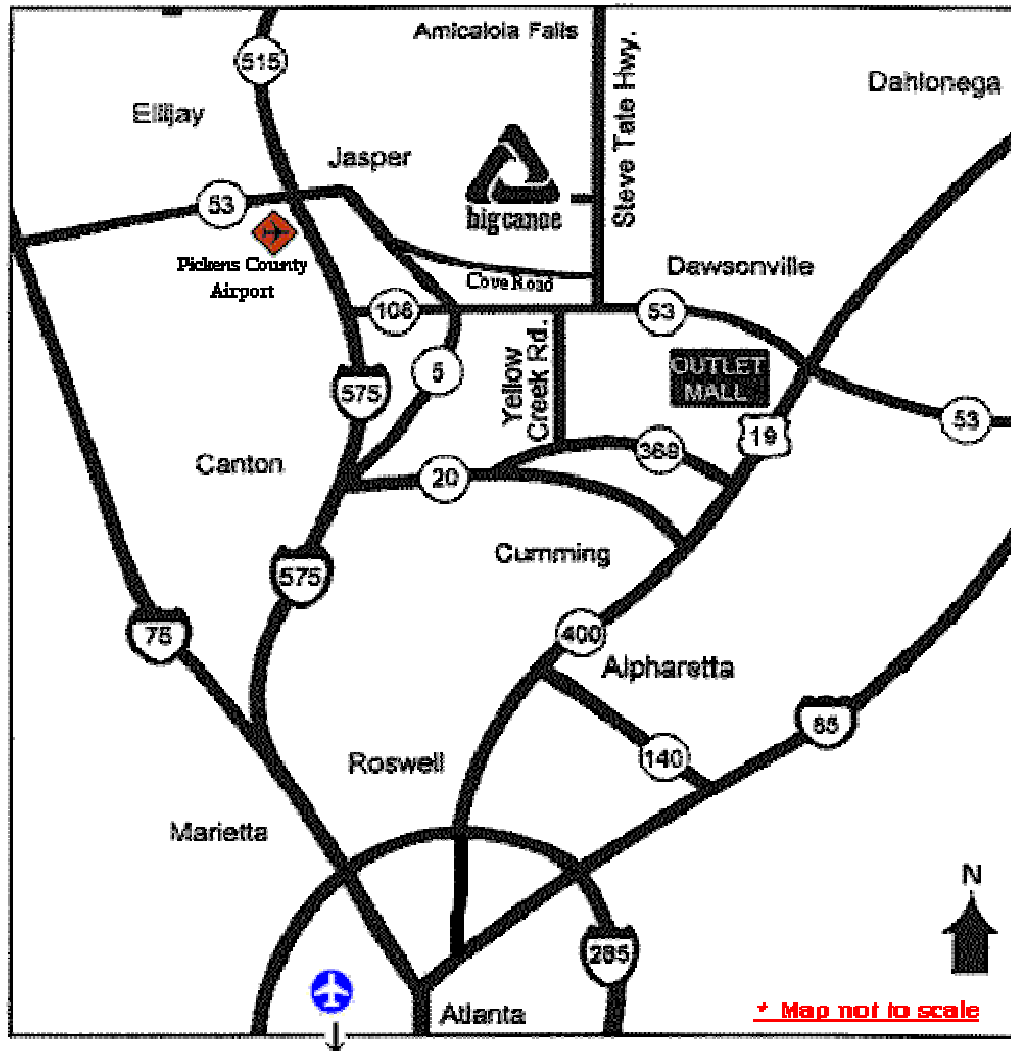 Amicalola Falls
515
Steve Tate Hwy.
Dahlonega
Ellijay
Jasper
53
bigcanoe
Pickens County
Airport
Cove Road
Dawsonville
108
53
Yellow
Creek Rd.
OUTLET
MALL
5
575
53
19
Canton
20
369
Cumming
575
75
400
Alpharetta
85
Roswell
140
Marietta
N
285
Atlanta
* Map not to scale